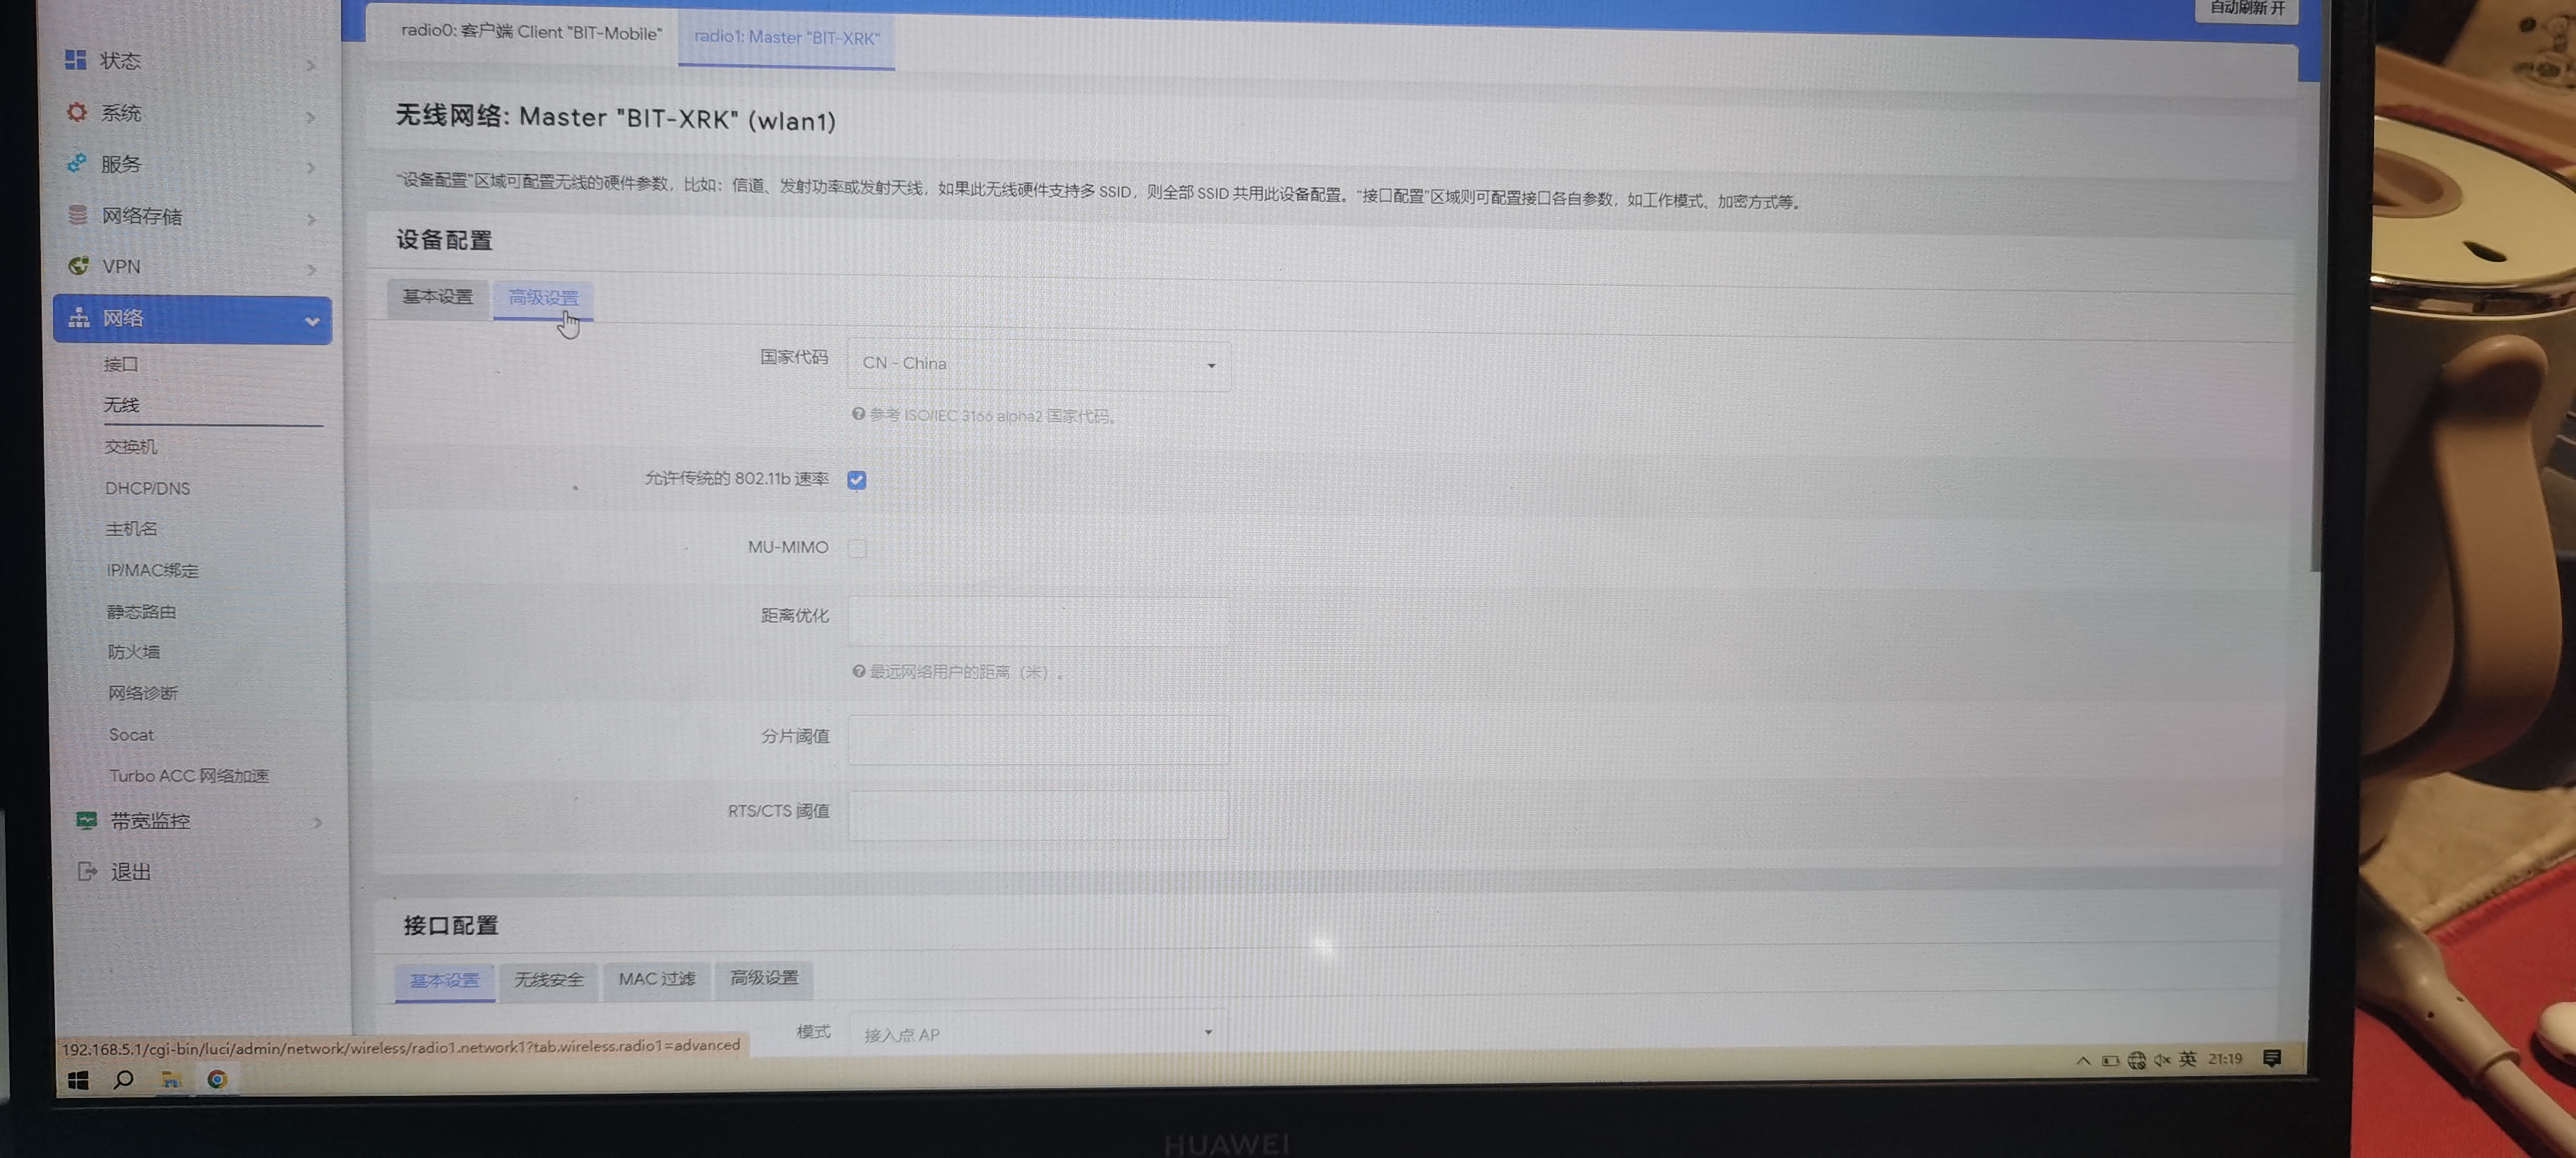 自动刷新 开
radio0: 客户端 Client "BIT-Mobile"
radio1: Master "BIT-XRK"
状态
系统
服务
网络存储
VPN
网络
接口
无线
交换机
DHCP/DNS
主机名
IP/MAC绑定
静态路由
防火墙
网络诊断
Socat
Turbo ACC 网络加速
带宽监控
退出
无线网络: Master "BIT-XRK" (wlan1)
"设备配置"区域可配置无线的硬件参数，比如：信道、发射功率或发射天线，如果此无线硬件支持多 SSID，则全部 SSID 共用此设备配置。"接口配置"区域则可配置接口各自参数，如工作模式、加密方式等。
设备配置
基本设置 高级设置
国家代码 CN - China
参考 ISO/IEC 3166 alpha2 国家代码。
允许传统的 802.11b 速率
MU-MIMO
距离优化
最远网络用户的距离（米）。
分片阈值
RTS/CTS 阈值
接口配置
基本设置 无线安全 MAC 过滤 高级设置
模式 接入点 AP
192.168.5.1/cgi-bin/luci/admin/network/wireless/radio1.network1?tab.wireless.radio1=advanced
英 21:19
HUAWEI